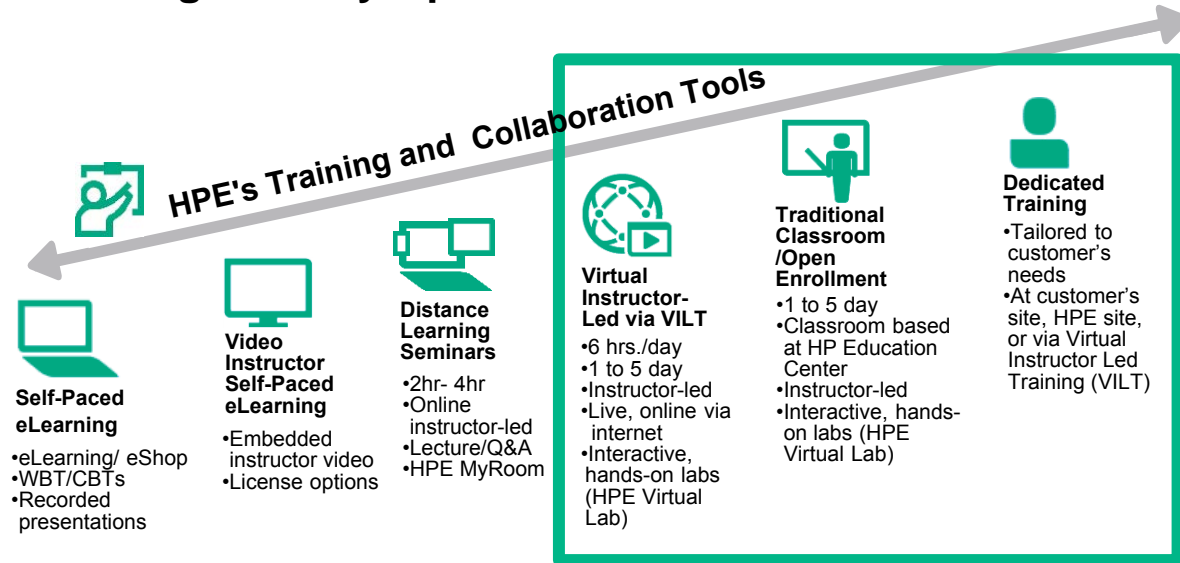 HPE's Training and Collaboration Tools
Self-Paced
eLearning
•eLearning/ eShop
•WBT/CBTs
•Recorded
presentations
Video
Instructor
Self-Paced
eLearning
•Embedded
instructor video
•License options
Distance
Learning
Seminars
•2hr- 4hr
•Online
instructor-led
•Lecture/Q&A
•HPE MyRoom
Virtual
Instructor-
Led via VILT
•6 hrs./day
•1 to 5 day
•Instructor-led
•Live, online via
internet
•Interactive,
hands-on labs
(HPE Virtual
Lab)
Traditional
Classroom
/Open
Enrollment
•1 to 5 day
•Classroom based
at HP Education
Center
•Instructor-led
•Interactive, hands-
on labs (HPE
Virtual Lab)
Dedicated
Training
•Tailored to
customer’s
needs
•At customer’s
site, HPE site,
or via Virtual
Instructor Led
Training (VILT)